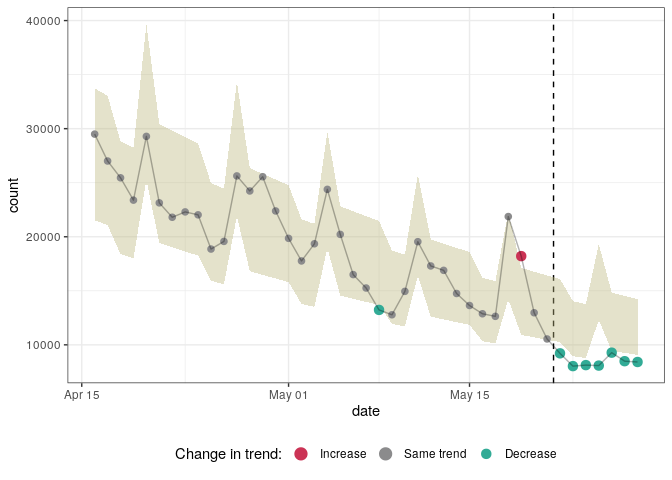 40000
30000
20000
10000
count
Apr 15 May 01 May 15
date
Change in trend: Increase Same trend Decrease